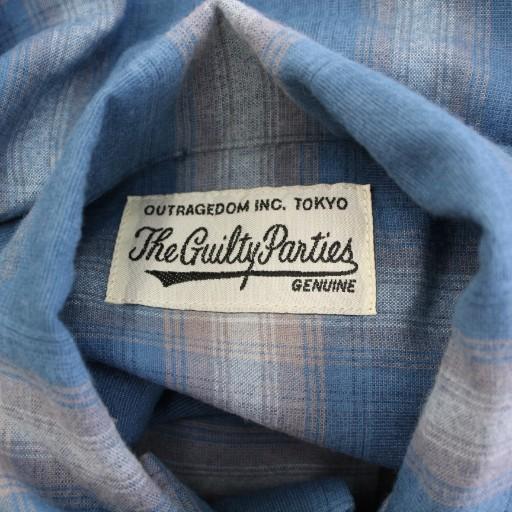 OUTRAGEDOM INC. TOKYO
The Guilty Parties
GENUINE